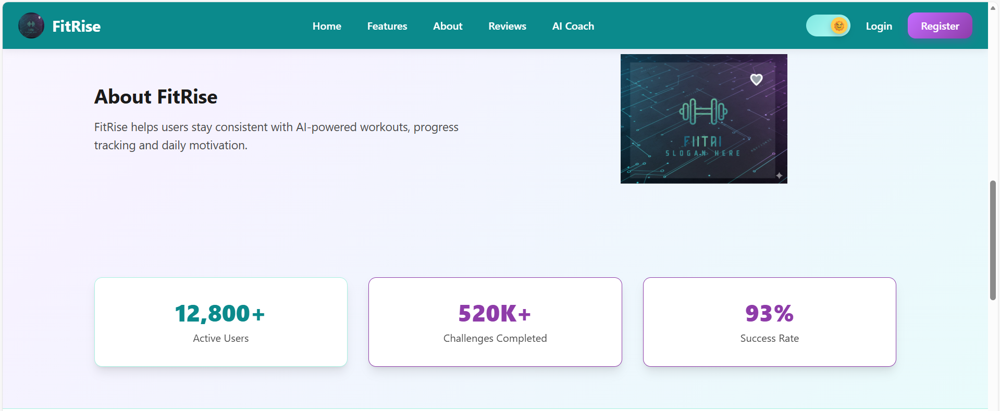 FitRise
Home
Features
About
Reviews
AI Coach
Login
Register
About FitRise
FitRise helps users stay consistent with AI-powered workouts, progress
tracking and daily motivation.
FIITAI
SLOGAN HERE
12,800+
Active Users
520K+
Challenges Completed
93%
Success Rate